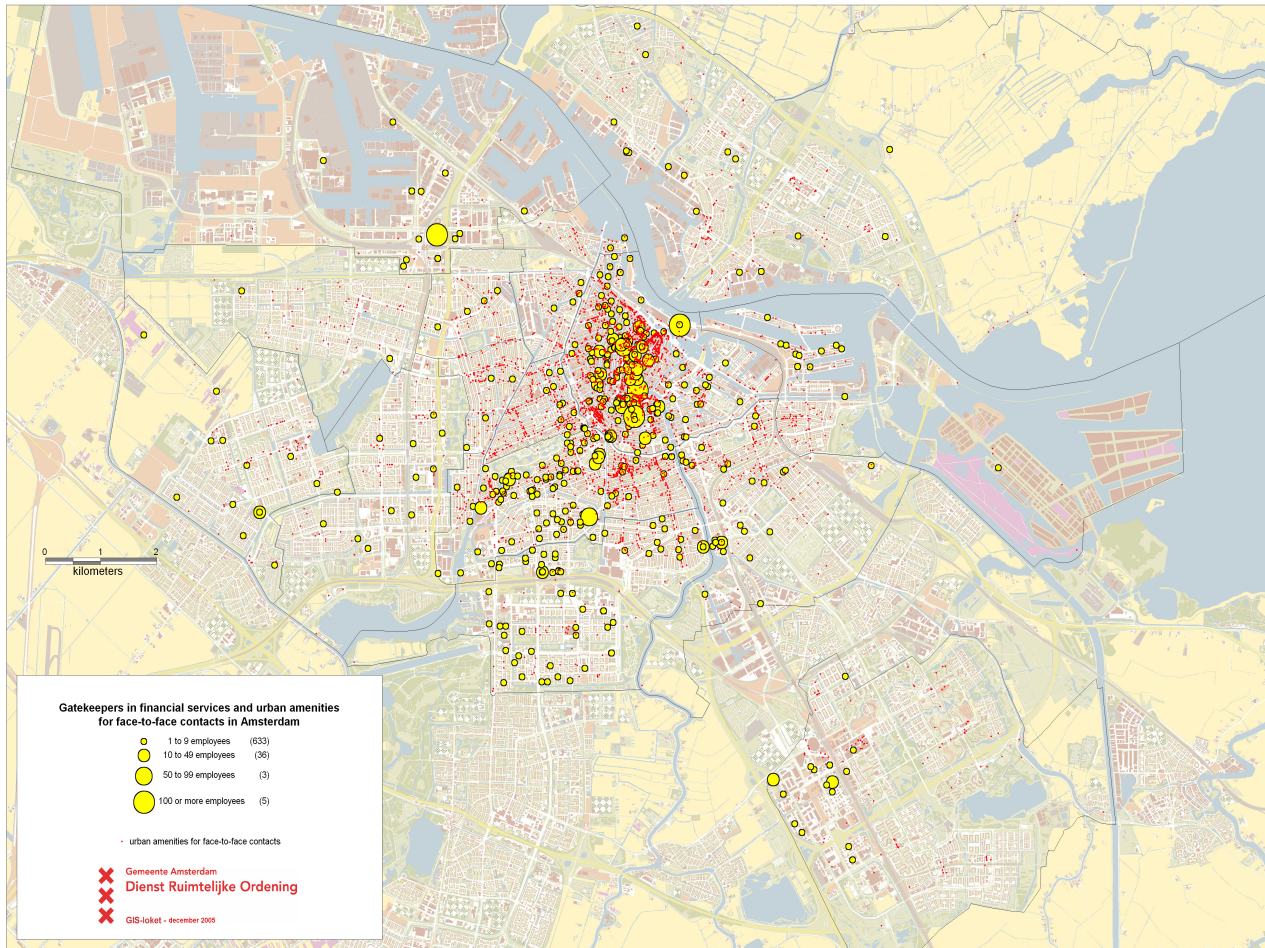 0 1 2
kilometers
Gatekeepers in financial services and urban amenities
for face-to-face contacts in Amsterdam
1 to 9 employees (633)
10 to 49 employees (36)
50 to 99 employees (3)
100 or more employees (5)
urban amenities for face-to-face contacts
Gemeente Amsterdam
Dienst Ruimtelijke Ordening
GIS-loket - december 2005